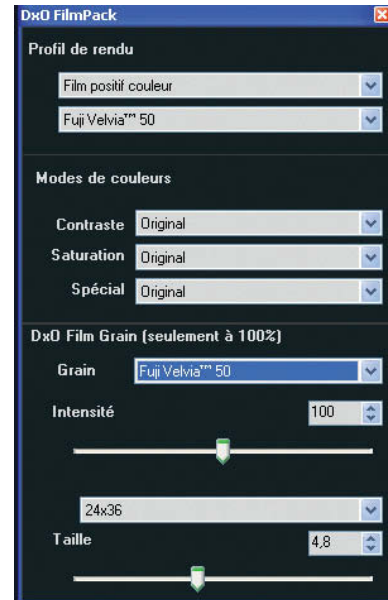 DxO FilmPack
Profil de rendu
Film positif couleur
Fuji Velvia™ 50
Modes de couleurs
Contraste Original
Saturation Original
Spécial Original
DxO Film Grain (seulement à 100%)
Grain Fuji Velvia™ 50
Intensité 100
24x36
Taille 4,8